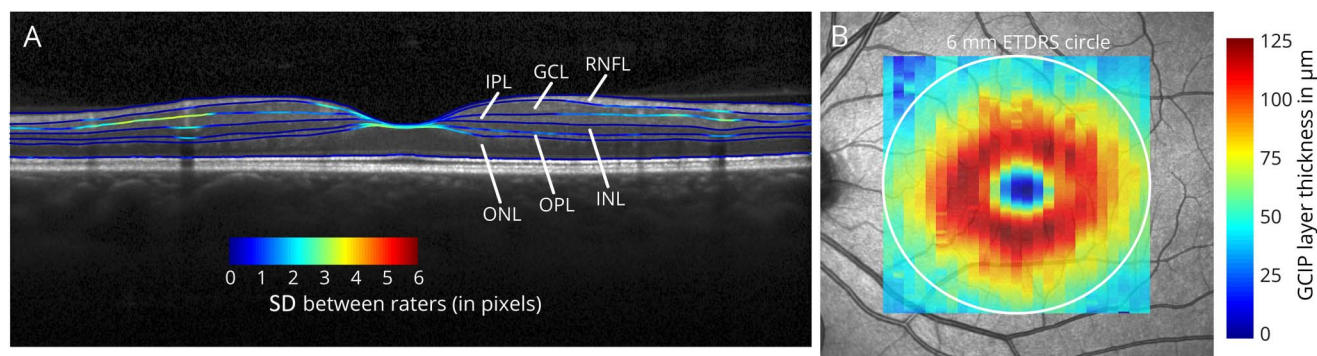 A
IPL
GCL
RNFL
ONL
OPL
INL
0 1 2 3 4 5 6
SD between raters (in pixels)
B
6 mm ETDRS circle
125
100
75
50
25
0
GCIP layer thickness in µm